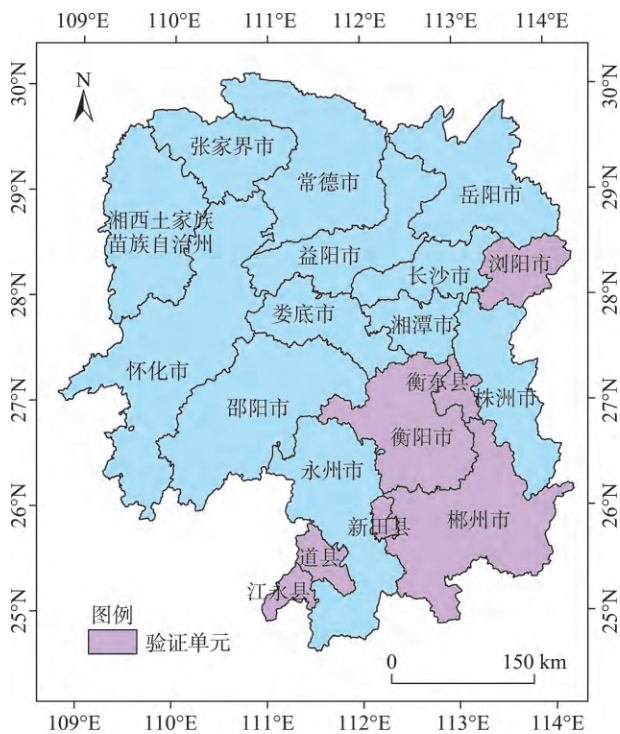 109°E 110°E 111°E 112°E 113°E 114°E
30°N
30°N
N
张家界市
常德市
岳阳市
29°N
29°N
湘西土家族
苗族自治州
益阳市
长沙市
浏阳市
28°N
28°N
娄底市
湘潭市
怀化市
衡东县
株洲市
27°N
27°N
邵阳市
衡阳市
永州市
26°N
26°N
新田县
郴州市
道县
江永县
25°N
25°N
图例
验证单元
0 150 km
109°E 110°E 111°E 112°E 113°E 114°E